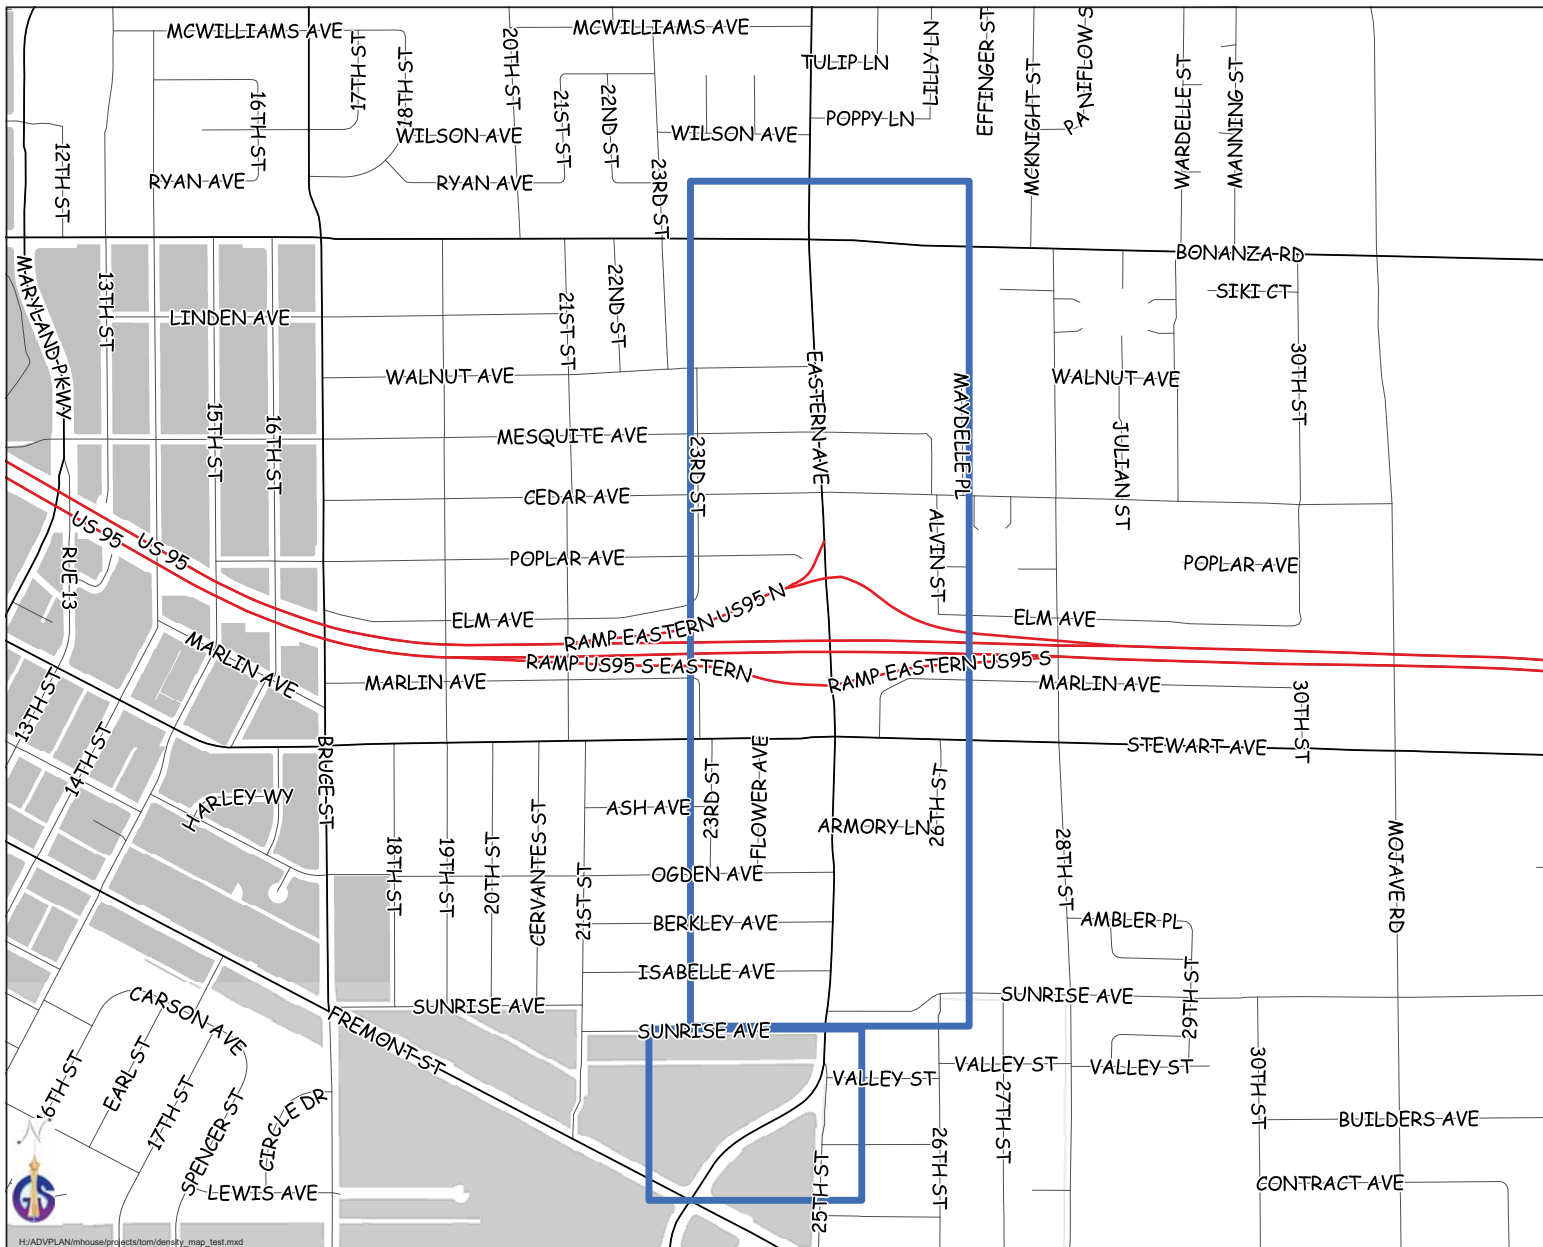 MCWILLIAMS AVE
MCWILLIAMS AVE
17TH ST
18TH ST
20TH ST
TULIP LN
LILLY LN
EFFINGER ST
MCKNIGHT ST
PANIFLOW S
WARDELLE ST
MANNING ST
16TH ST
21ST ST
22ND ST
POPPY LN
WILSON AVE
WILSON AVE
12TH ST
RYAN AVE
RYAN AVE
23RD ST
BONANZA RD
MARYLAND PKWY
13TH ST
LINDEN AVE
21ST ST
22ND ST
SIKI CT
EASTERN AVE
MAYDELLE PL
30TH ST
WALNUT AVE
WALNUT AVE
15TH ST
16TH ST
MESQUITE AVE
23RD ST
JULIAN ST
CEDAR AVE
US 95
US 95
ALVIN ST
RUE 13
POPLAR AVE
POPLAR AVE
ELM AVE
RAMP EASTERN US95 N
ELM AVE
MARLIN AVE
RAMP US95 S EASTERN
RAMP EASTERN US95 S
MARLIN AVE
MARLIN AVE
13TH ST
30TH ST
STEWART AVE
14TH ST
BRUCE ST
HARLEY WY
ASH AVE
23RD ST
FLOWER AVE
ARMORY LN
26TH ST
18TH ST
19TH ST
20TH ST
CERVANTES ST
21ST ST
OGDEN AVE
28TH ST
MOJAVE RD
BERKLEY AVE
AMBLER PL
ISABELLE AVE
29TH ST
CARSON AVE
SUNRISE AVE
SUNRISE AVE
FREMONT ST
SUNRISE AVE
16TH ST
EARL ST
17TH ST
SPENCER ST
CIRCLE DR
VALLEY ST
VALLEY ST
VALLEY ST
27TH ST
30TH ST
BUILDERS AVE
26TH ST
25TH ST
LEWIS AVE
CONTRACT AVE
N
GIS
H:/ADVPLAN/mhouse/projects/tom/density_map_test.mxd